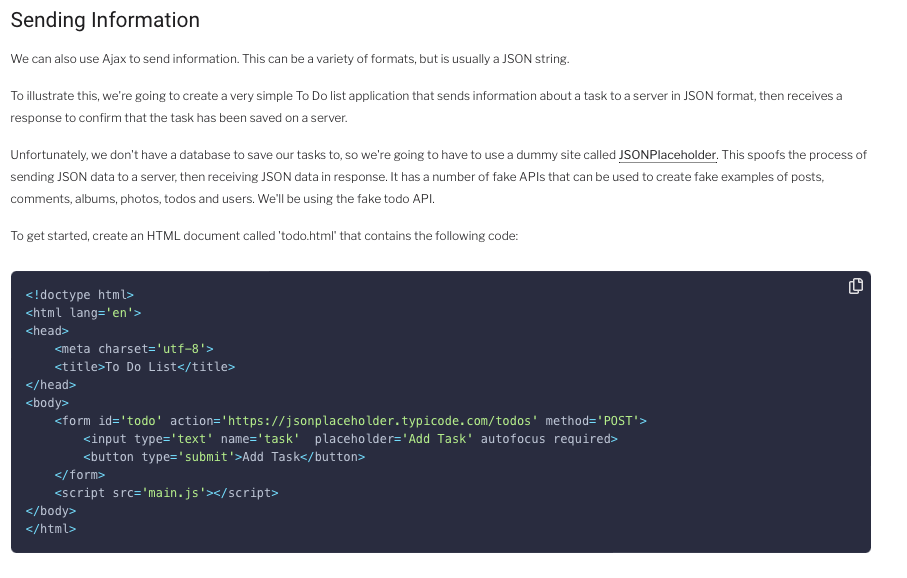 Sending Information
We can also use Ajax to send information. This can be a variety of formats, but is usually a JSON string.
To illustrate this, we're going to create a very simple To Do list application that sends information about a task to a server in JSON format, then receives a
response to confirm that the task has been saved on a server.
Unfortunately, we don't have a database to save our tasks to, so we're going to have to use a dummy site called JSONPlaceholder. This spoofs the process of
sending JSON data to a server, then receiving JSON data in response. It has a number of fake APIs that can be used to create fake examples of posts,
comments, albums, photos, todos and users. We'll be using the fake todo API.
To get started, create an HTML document called 'todo.html' that contains the following code:
<!doctype html>
<html lang='en'>
<head>
    <meta charset='utf-8'>
    <title>To Do List</title>
</head>
<body>
    <form id='todo' action='https://jsonplaceholder.typicode.com/todos' method='POST'>
        <input type='text' name='task'  placeholder='Add Task' autofocus required>
        <button type='submit'>Add Task</button>
    </form>
    <script src='main.js'></script>
</body>
</html>